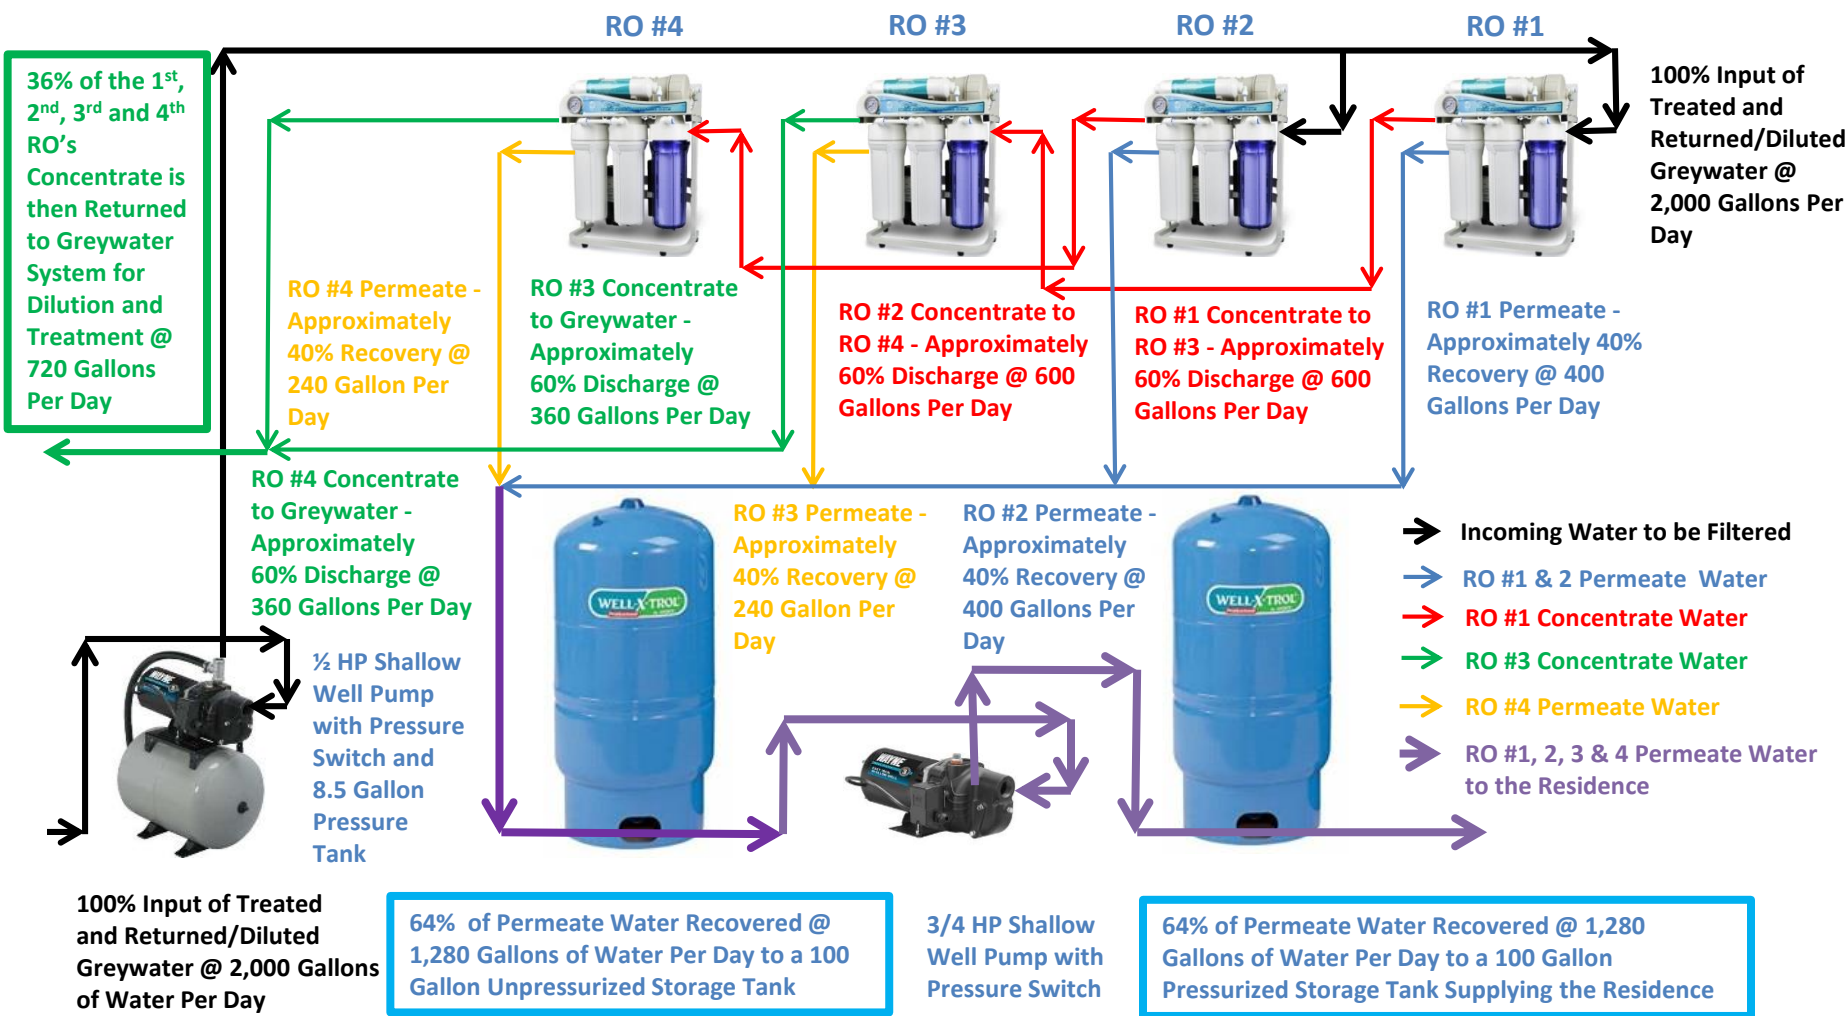 RO #4
RO #3
RO #2
RO #1
36% of the 1st,
2nd, 3rd and 4th
RO's
Concentrate is
then Returned
to Greywater
System for
Dilution and
Treatment @
720 Gallons
Per Day
100% Input of
Treated and
Returned/Diluted
Greywater @
2,000 Gallons Per
Day
RO #4 Permeate -
Approximately
40% Recovery @
240 Gallon Per
Day
RO #3 Concentrate
to Greywater -
Approximately
60% Discharge @
360 Gallons Per Day
RO #2 Concentrate to
RO #4 - Approximately
60% Discharge @ 600
Gallons Per Day
RO #1 Concentrate to
RO #3 - Approximately
60% Discharge @ 600
Gallons Per Day
RO #1 Permeate -
Approximately 40%
Recovery @ 400
Gallons Per Day
RO #4 Concentrate
to Greywater -
Approximately
60% Discharge @
360 Gallons Per Day
RO #3 Permeate -
Approximately
40% Recovery @
240 Gallon Per
Day
RO #2 Permeate -
Approximately
40% Recovery @
400 Gallons Per
Day
WELL-X-TROL
WELL-X-TROL
Incoming Water to be Filtered
RO #1 & 2 Permeate Water
RO #1 Concentrate Water
RO #3 Concentrate Water
RO #4 Permeate Water
RO #1, 2, 3 & 4 Permeate Water
to the Residence
WAYNE
½ HP Shallow
Well Pump
with Pressure
Switch and
8.5 Gallon
Pressure
Tank
WAYNE
100% Input of Treated
and Returned/Diluted
Greywater @ 2,000 Gallons
of Water Per Day
64% of Permeate Water Recovered @
1,280 Gallons of Water Per Day to a 100
Gallon Unpressurized Storage Tank
3/4 HP Shallow
Well Pump with
Pressure Switch
64% of Permeate Water Recovered @ 1,280
Gallons of Water Per Day to a 100 Gallon
Pressurized Storage Tank Supplying the Residence